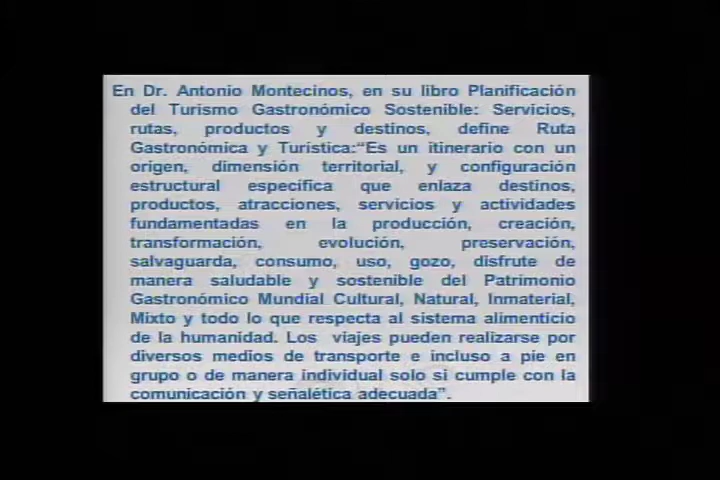 En Dr. Antonio Montecinos, en su libro Planificación
del Turismo Gastronómico Sostenible: Servicios,
rutas, productos y destinos, define Ruta
Gastronómica y Turística:“Es un itinerario con un
origen, dimensión territorial, y configuración
estructural específica que enlaza destinos,
productos, atracciones, servicios y actividades
fundamentadas en la producción, creación,
transformación, evolución, preservación,
salvaguarda, consumo, uso, gozo, disfrute de
manera saludable y sostenible del Patrimonio
Gastronómico Mundial Cultural, Natural, Inmaterial,
Mixto y todo lo que respecta al sistema alimenticio
de la humanidad. Los viajes pueden realizarse por
diversos medios de transporte e incluso a pie en
grupo o de manera individual solo si cumple con la
comunicación y señalética adecuada”.